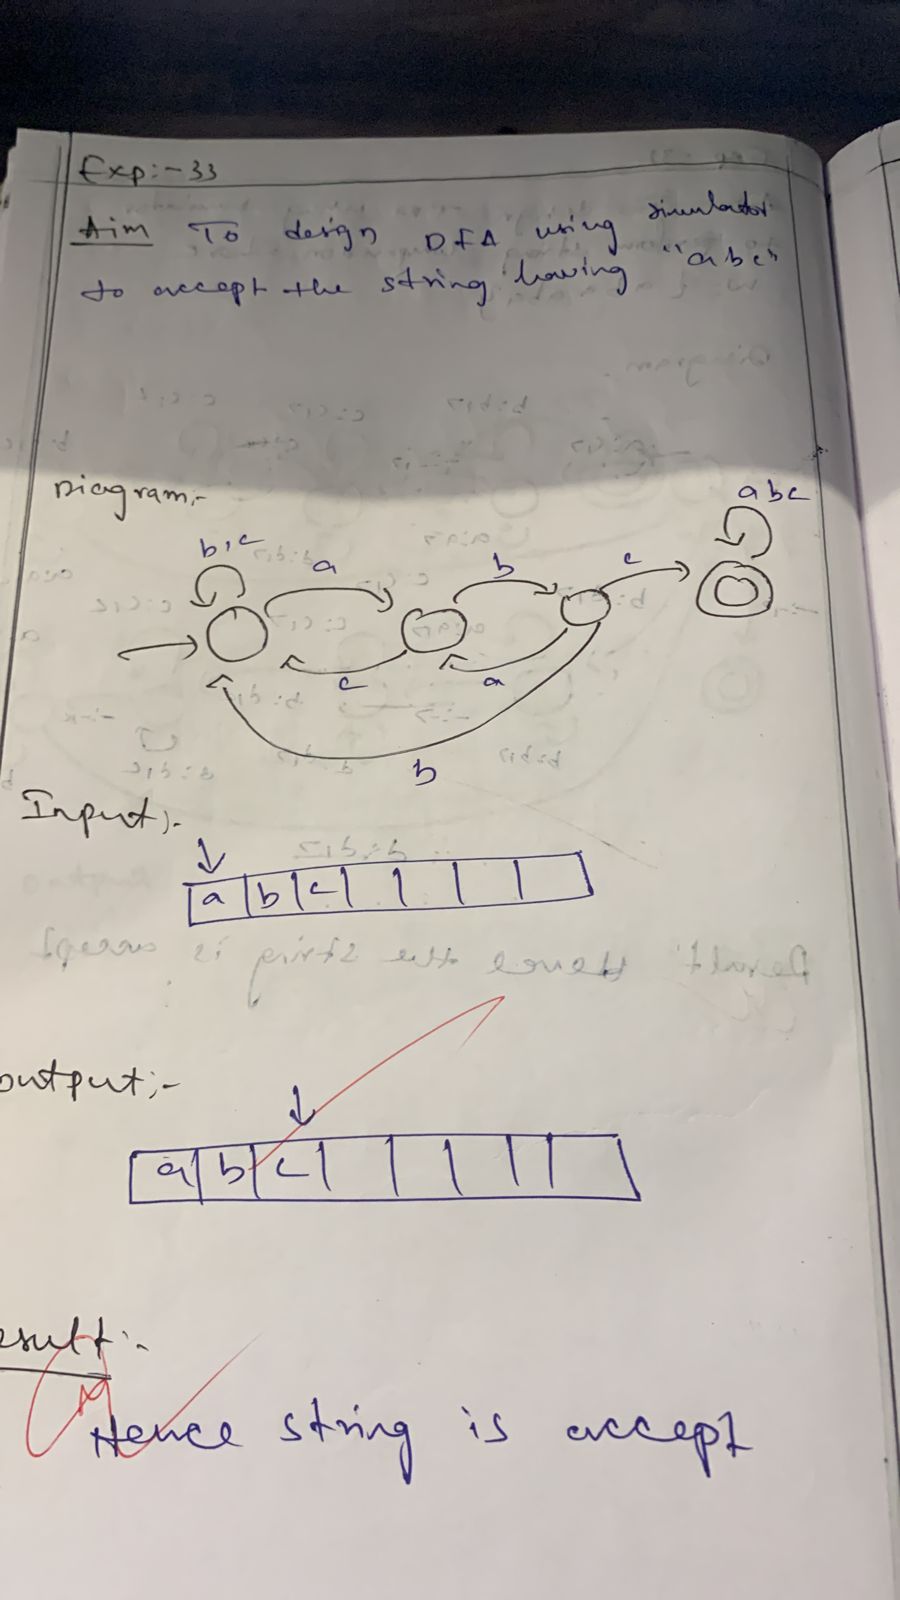 Exp:-33
Aim To design DFA using simulator
to accept the string having "abc"
Diagram:-
abc
b,c
a
b
c
c
a
b
Input:-
a b c
output:-
a b c
esult:-
Hence string is accept